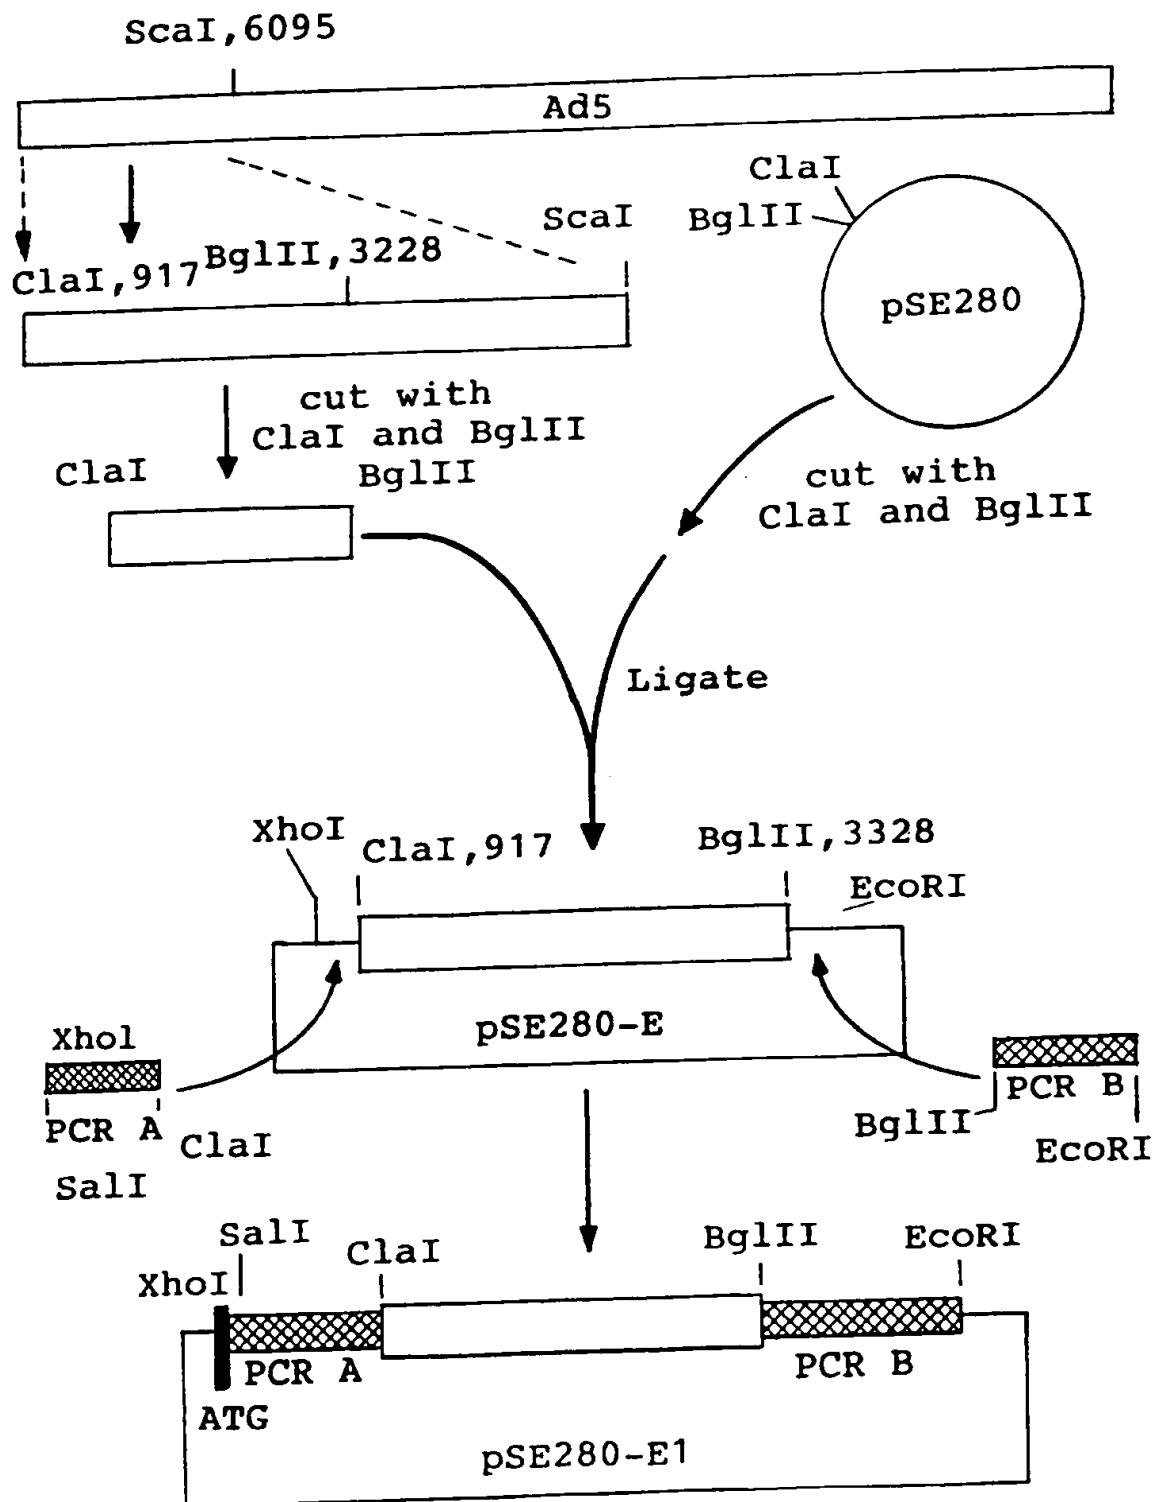 ScaI,6095
Ad5
ClaI
BglII
ScaI
pSE280
ClaI,917
BglII,3228
cut with
ClaI and BglII
ClaI
BglII
cut with
ClaI and BglII
Ligate
XhoI
ClaI,917
BglII,3328
EcoRI
pSE280-E
Xhol
PCR A
ClaI
SalI
PCR B
BglII
EcoRI
SalI
ClaI
BglII
EcoRI
XhoI
PCR A
PCR B
ATG
pSE280-E1